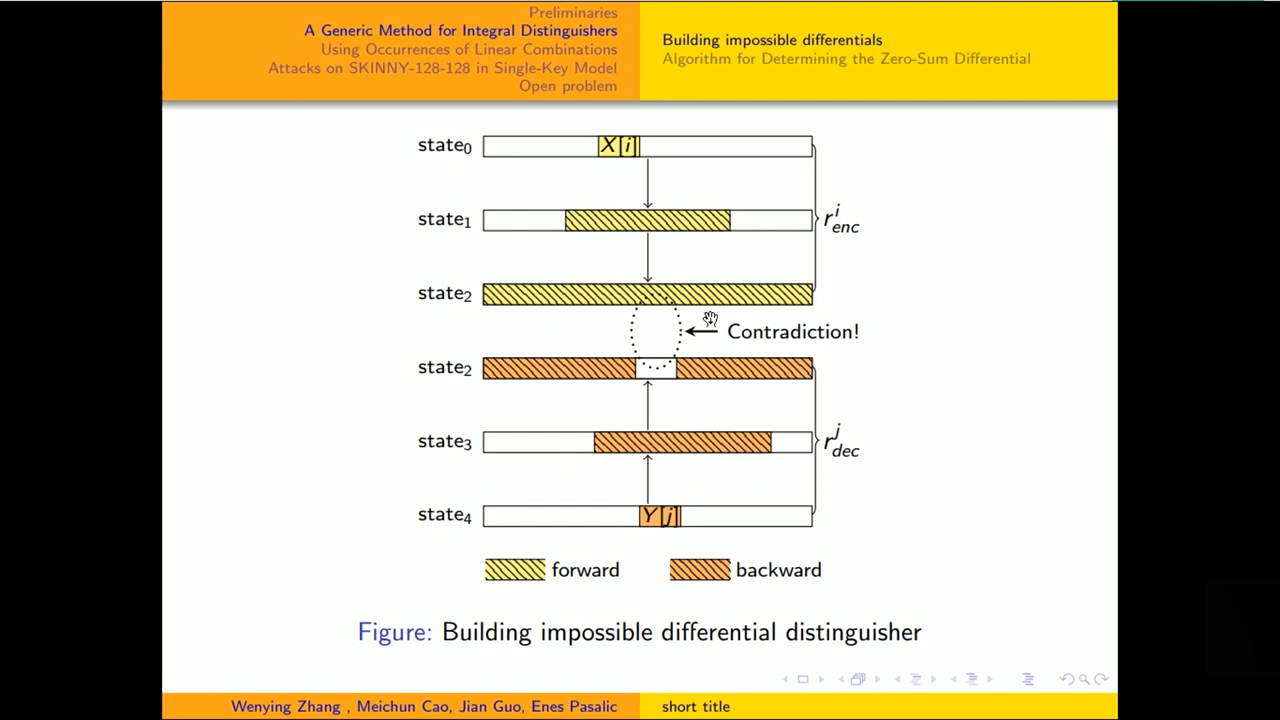 Preliminaries
A Generic Method for Integral Distinguishers
Using Occurrences of Linear Combinations
Attacks on SKINNY-128-128 in Single-Key Model
Open problem
Building impossible differentials
Algorithm for Determining the Zero-Sum Differential
state₀ X[i]
state₁ rⁱₑₙ꜀
state₂
Contradiction!
state₂
state₃ r^j_dec
state₄ Y[j]
forward backward
Figure: Building impossible differential distinguisher
Wenying Zhang , Meichun Cao, Jian Guo, Enes Pasalic short title